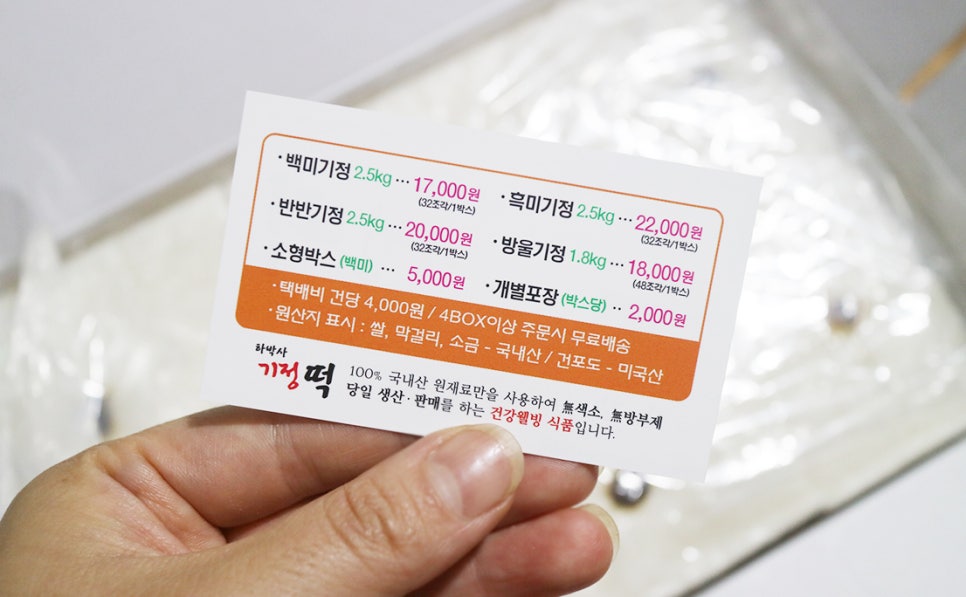 · 백미기정 2.5kg ··· 17,000원
(32조각/1박스)
· 반반기정 2.5kg ··· 20,000원
(32조각/1박스)
· 소형박스 (백미) ··· 5,000원
· 흑미기정 2.5kg ··· 22,000원
(32조각/1박스)
· 방울기정 1.8kg ··· 18,000원
(48조각/1박스)
· 개별포장 (박스당) ·· 2,000원
· 택배비 건당 4,000원 / 4BOX이상 주문시 무료배송
· 원산지 표시 : 쌀, 막걸리, 소금 - 국내산 / 건포도 - 미국산
하박사
기정떡
100% 국내산 원재료만을 사용하여 無색소, 無방부제
당일 생산·판매를 하는 건강웰빙 식품입니다.